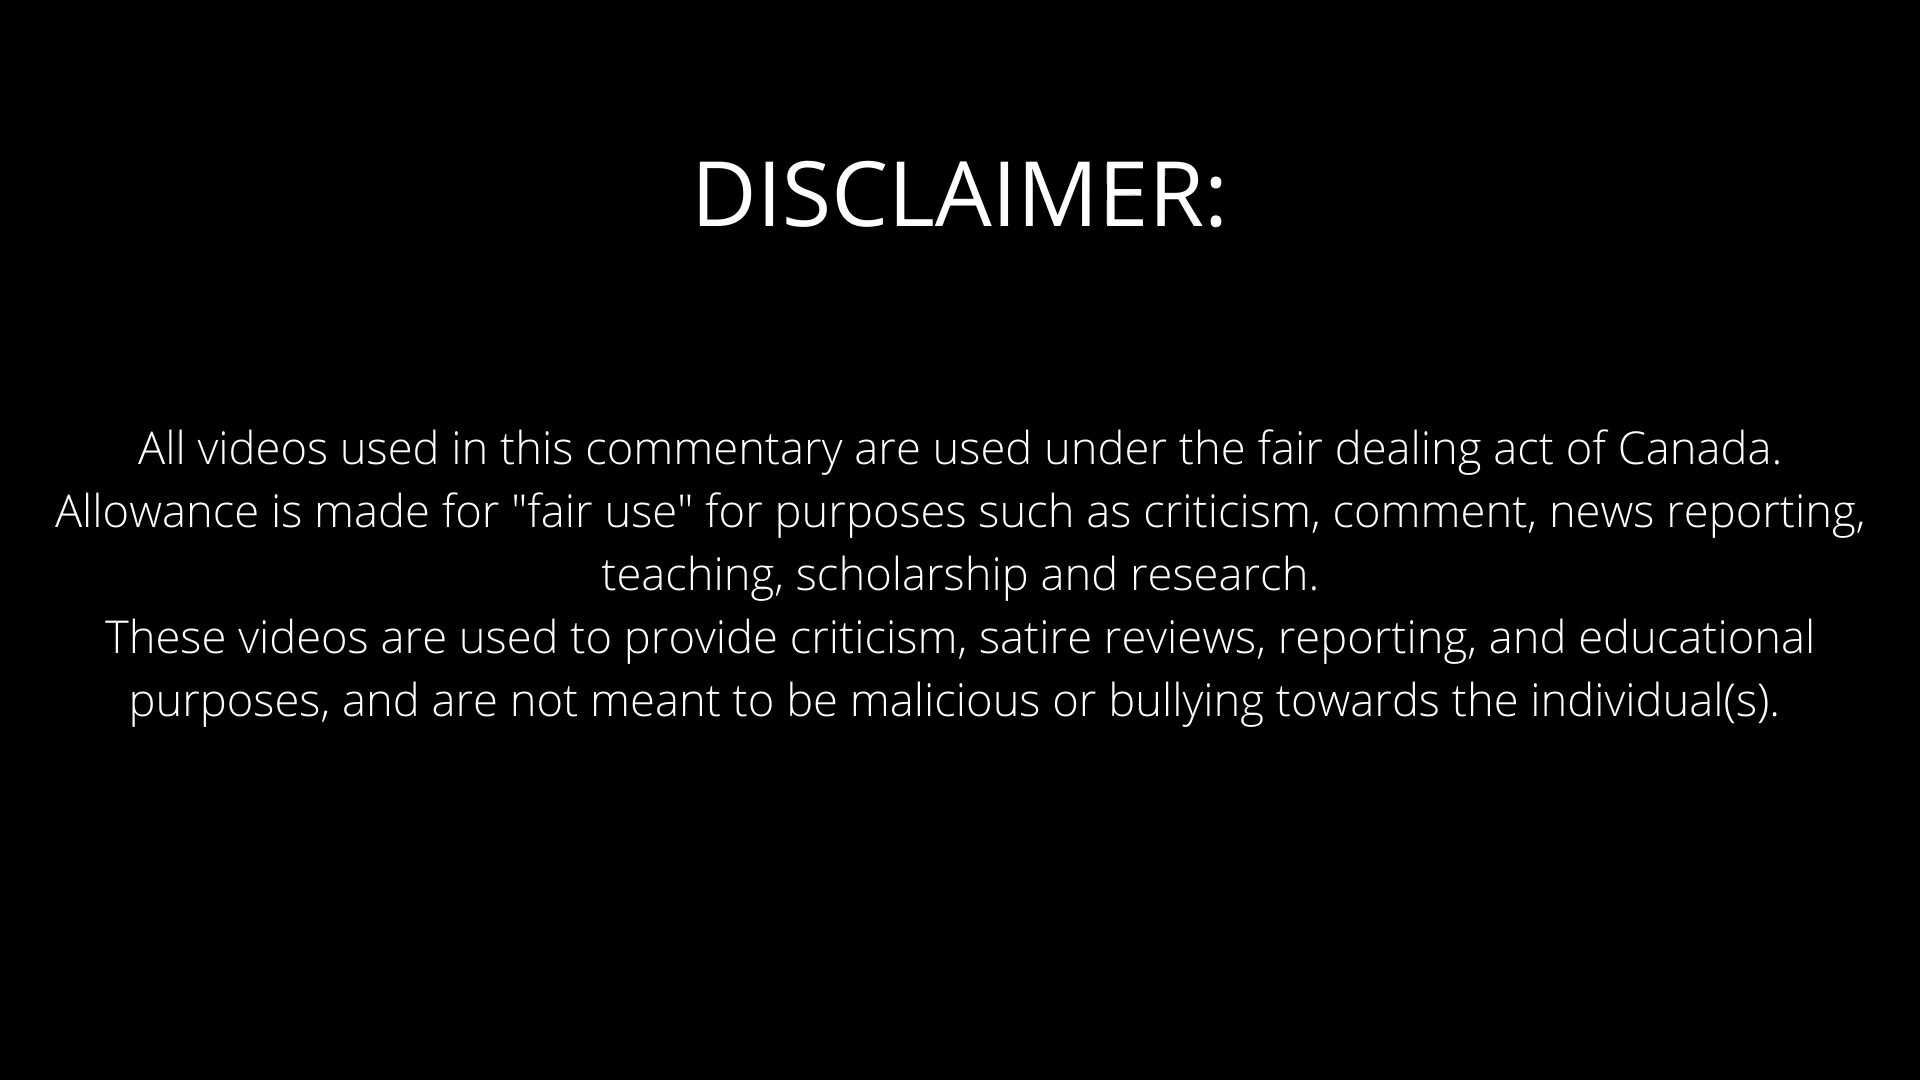 DISCLAIMER:
All videos used in this commentary are used under the fair dealing act of Canada.
Allowance is made for "fair use" for purposes such as criticism, comment, news reporting,
teaching, scholarship and research.
These videos are used to provide criticism, satire reviews, reporting, and educational
purposes, and are not meant to be malicious or bullying towards the individual(s).